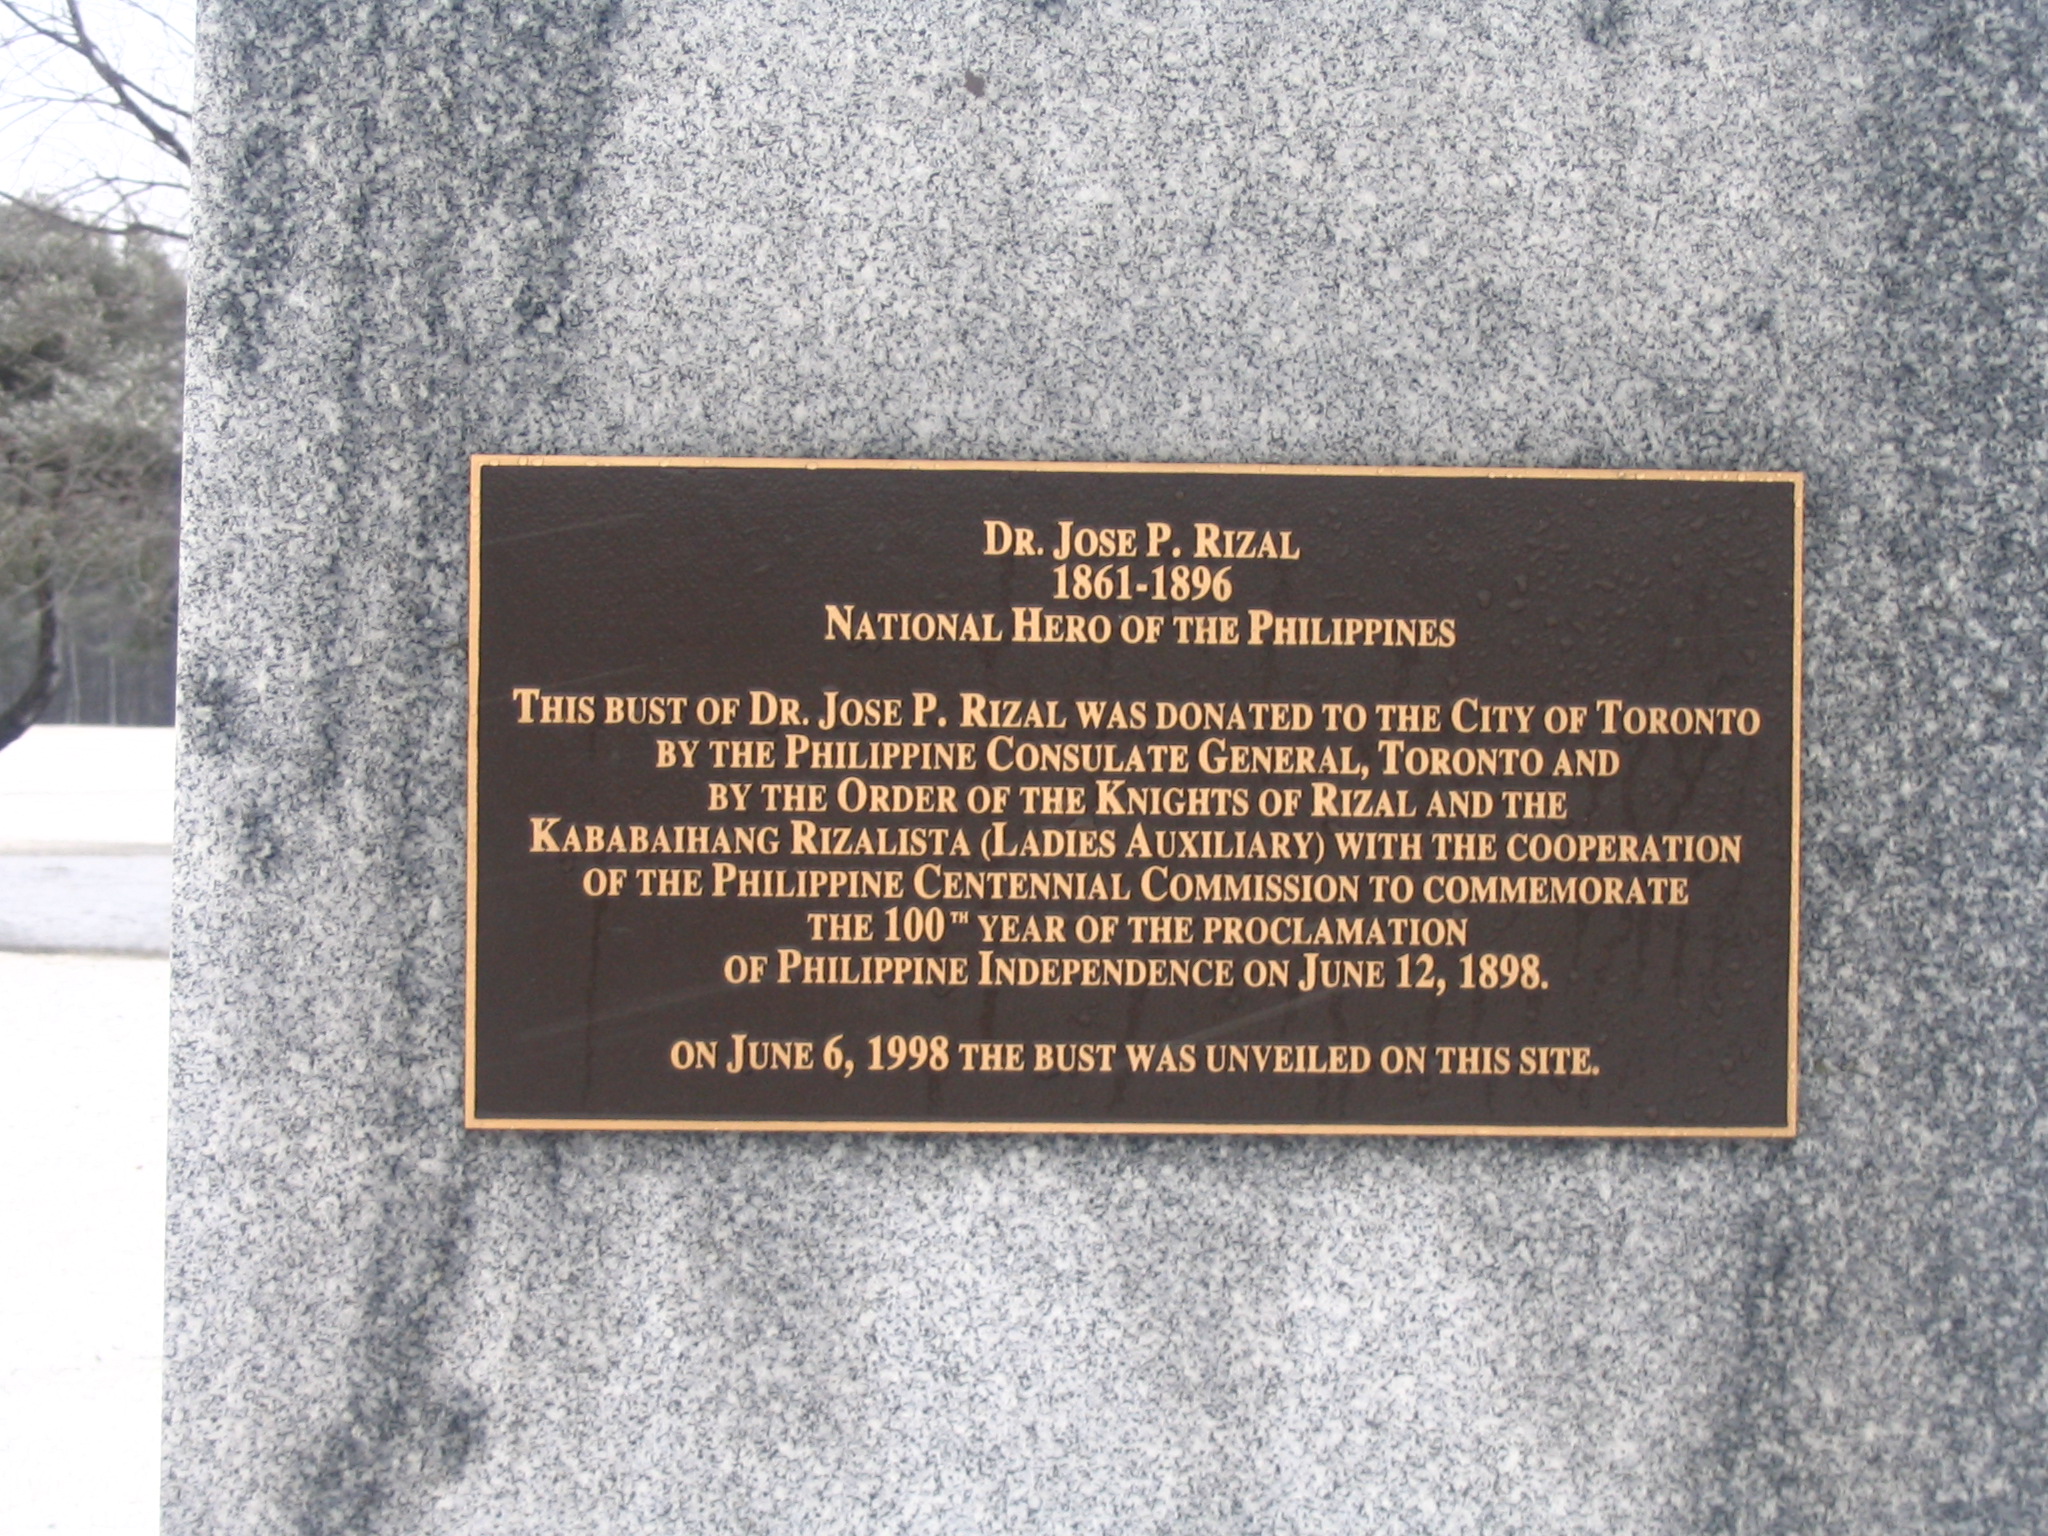 DR. JOSE P. RIZAL
1861-1896
NATIONAL HERO OF THE PHILIPPINES
THIS BUST OF DR. JOSE P. RIZAL WAS DONATED TO THE CITY OF TORONTO
BY THE PHILIPPINE CONSULATE GENERAL, TORONTO AND
BY THE ORDER OF THE KNIGHTS OF RIZAL AND THE
KABABAIHANG RIZALISTA (LADIES AUXILIARY) WITH THE COOPERATION
OF THE PHILIPPINE CENTENNIAL COMMISSION TO COMMEMORATE
THE 100TH YEAR OF THE PROCLAMATION
OF PHILIPPINE INDEPENDENCE ON JUNE 12, 1898.
ON JUNE 6, 1998 THE BUST WAS UNVEILED ON THIS SITE.